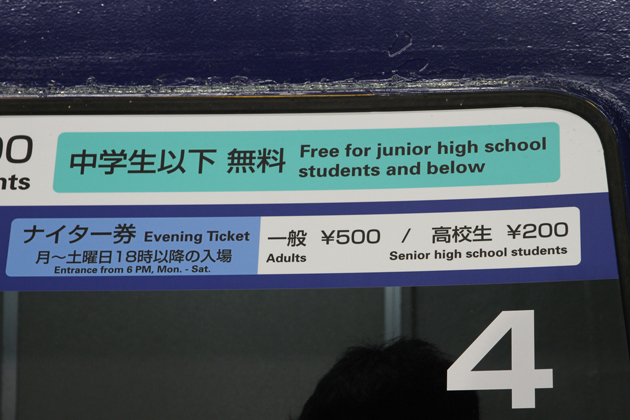 00
nts
中学生以下 無料
Free for junior high school
students and below
ナイター券 Evening Ticket
月～土曜日18時以降の入場
Entrance from 6 PM, Mon. - Sat.
一般 ¥500 / 高校生 ¥200
Adults Senior high school students
4